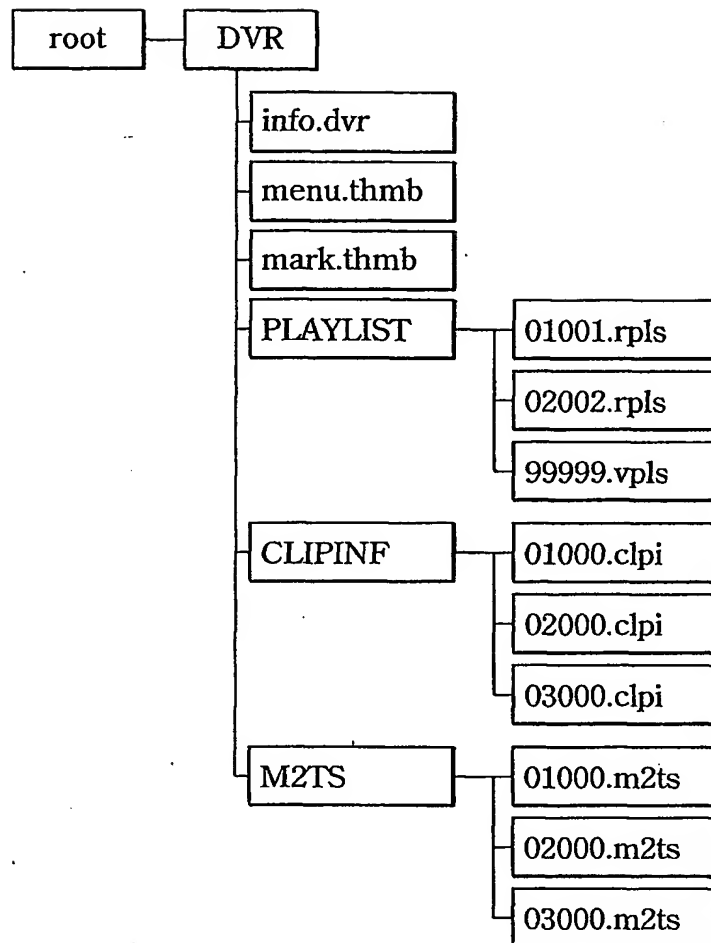 root DVR
info.dvr
menu.thmb
mark.thmb
PLAYLIST 01001.rpls
02002.rpls
99999.vpls
CLIPINF 01000.clpi
02000.clpi
03000.clpi
M2TS 01000.m2ts
02000.m2ts
03000.m2ts